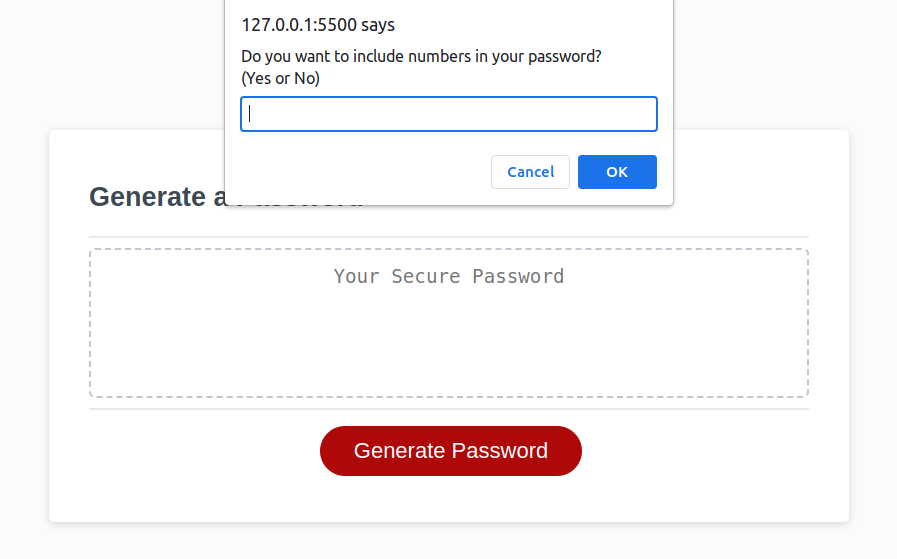 127.0.0.1:5500 says
Do you want to include numbers in your password?
(Yes or No)
Cancel
OK
Generate a Password
Your Secure Password
Generate Password